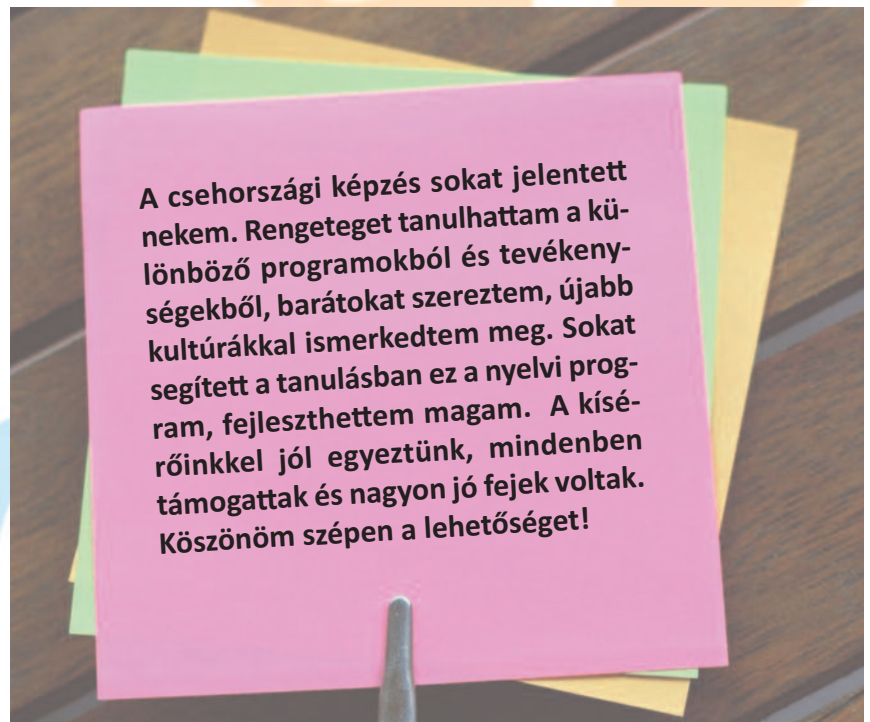 A csehországi képzés sokat jelentett
nekem. Rengeteget tanulhattam a kü-
lönböző programokból és tevékeny-
ségekből, barátokat szereztem, újabb
kultúrákkal ismerkedtem meg. Sokat
segített a tanulásban ez a nyelvi prog-
ram, fejleszthettem magam.  A kísé-
rőinkkel jól egyeztünk, mindenben
támogattak és nagyon jó fejek voltak.
Köszönöm szépen a lehetőséget!